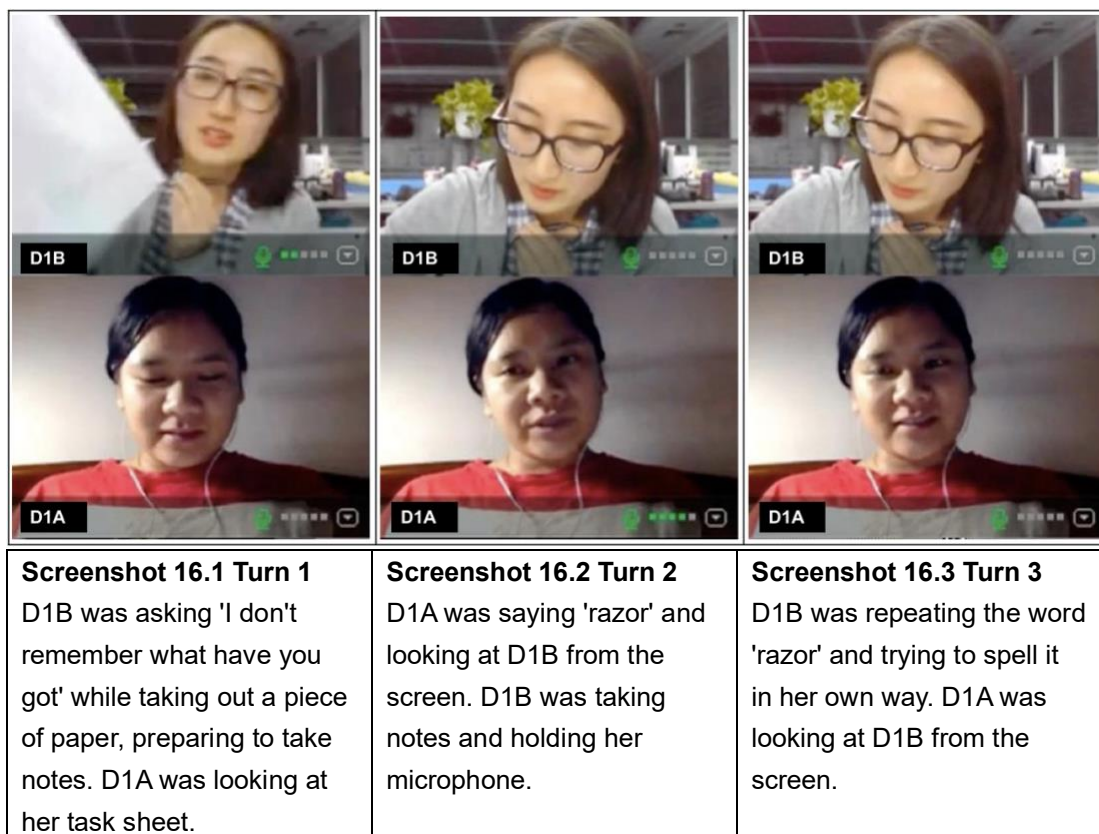 D1B
D1B
D1B
D1A
D1A
D1A
Screenshot 16.1 Turn 1
D1B was asking 'I don't
remember what have you
got' while taking out a piece
of paper, preparing to take
notes. D1A was looking at
her task sheet.
Screenshot 16.2 Turn 2
D1A was saying 'razor' and
looking at D1B from the
screen. D1B was taking
notes and holding her
microphone.
Screenshot 16.3 Turn 3
D1B was repeating the word
'razor' and trying to spell it
in her own way. D1A was
looking at D1B from the
screen.